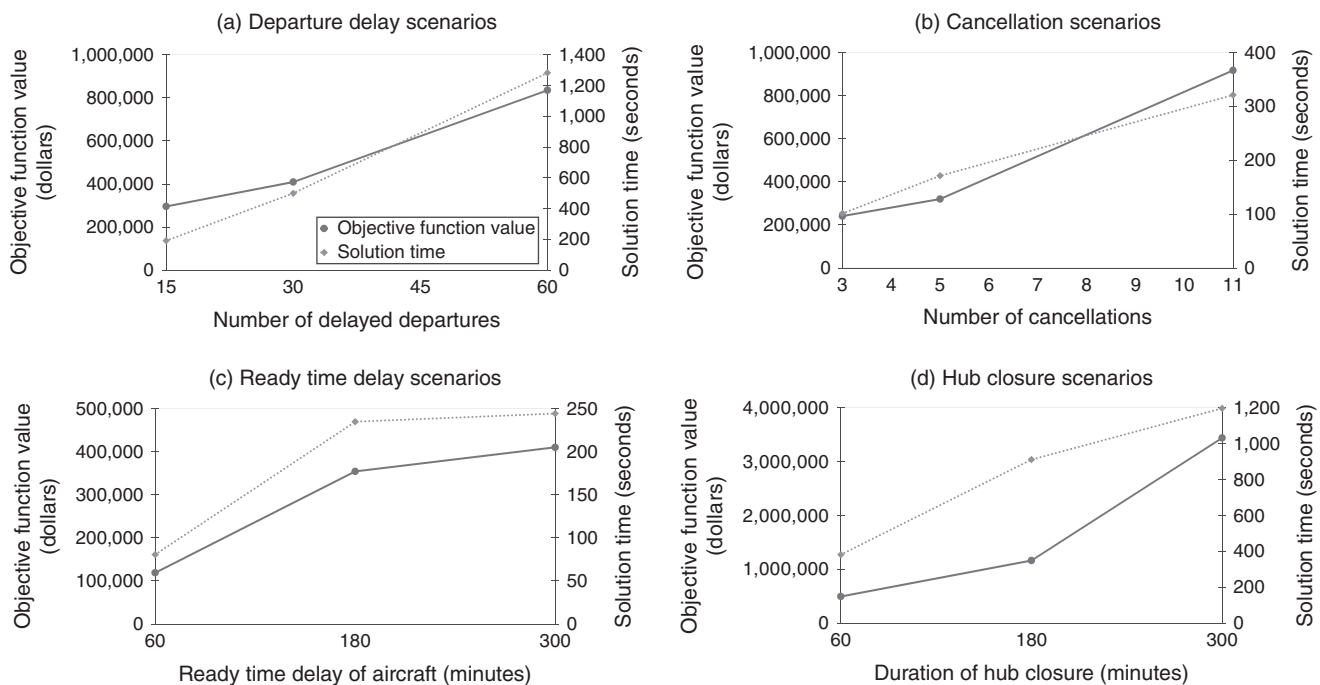 (a) Departure delay scenarios
Objective function value
(dollars)
1,000,000
800,000
600,000
400,000
200,000
0
1,400
1,200
1,000
800
600
400
200
0
Solution time (seconds)
Objective function value
Solution time
15 30 45 60
Number of delayed departures
(b) Cancellation scenarios
Objective function value
(dollars)
1,000,000
800,000
600,000
400,000
200,000
0
400
300
200
100
0
Solution time (seconds)
3 4 5 6 7 8 9 10 11
Number of cancellations
(c) Ready time delay scenarios
Objective function value
(dollars)
500,000
400,000
300,000
200,000
100,000
0
250
200
150
100
50
0
Solution time (seconds)
60 180 300
Ready time delay of aircraft (minutes)
(d) Hub closure scenarios
Objective function value
(dollars)
4,000,000
3,000,000
2,000,000
1,000,000
0
1,200
1,000
800
600
400
200
0
Solution time (seconds)
60 180 300
Duration of hub closure (minutes)